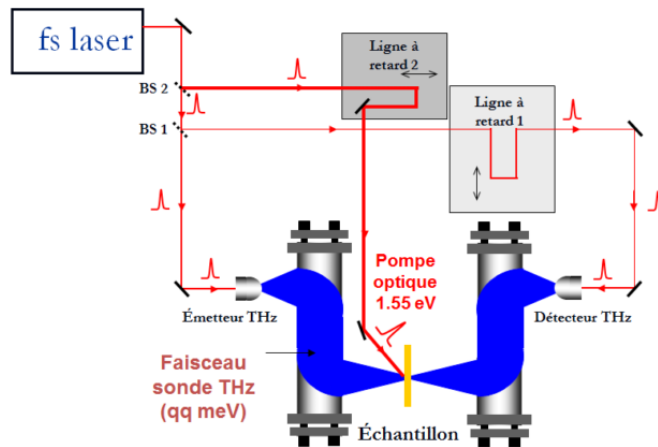 fs laser
Ligne à
retard 2
BS 2
Ligne à
retard 1
BS 1
Pompe
optique
1.55 eV
Émetteur THz
Détecteur THz
Faisceau
sonde THz
(qq meV)
Échantillon